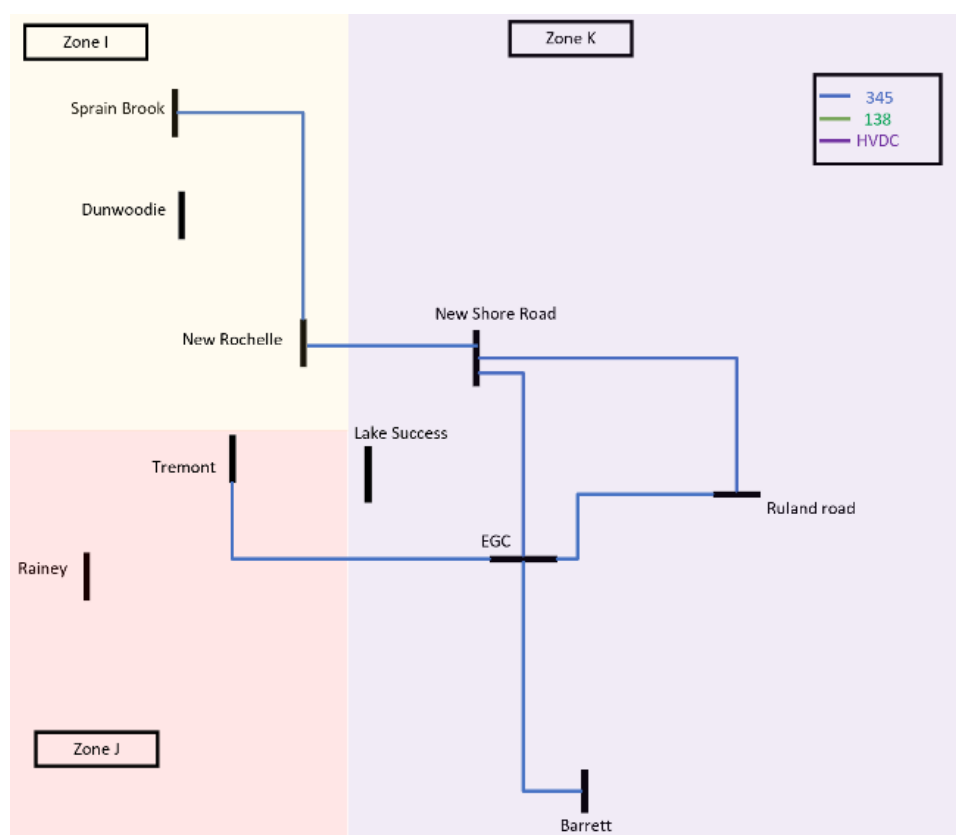 Zone I
Zone K
345
138
HVDC
Sprain Brook
Dunwoodie
New Shore Road
New Rochelle
Lake Success
Tremont
Ruland road
EGC
Rainey
Zone J
Barrett